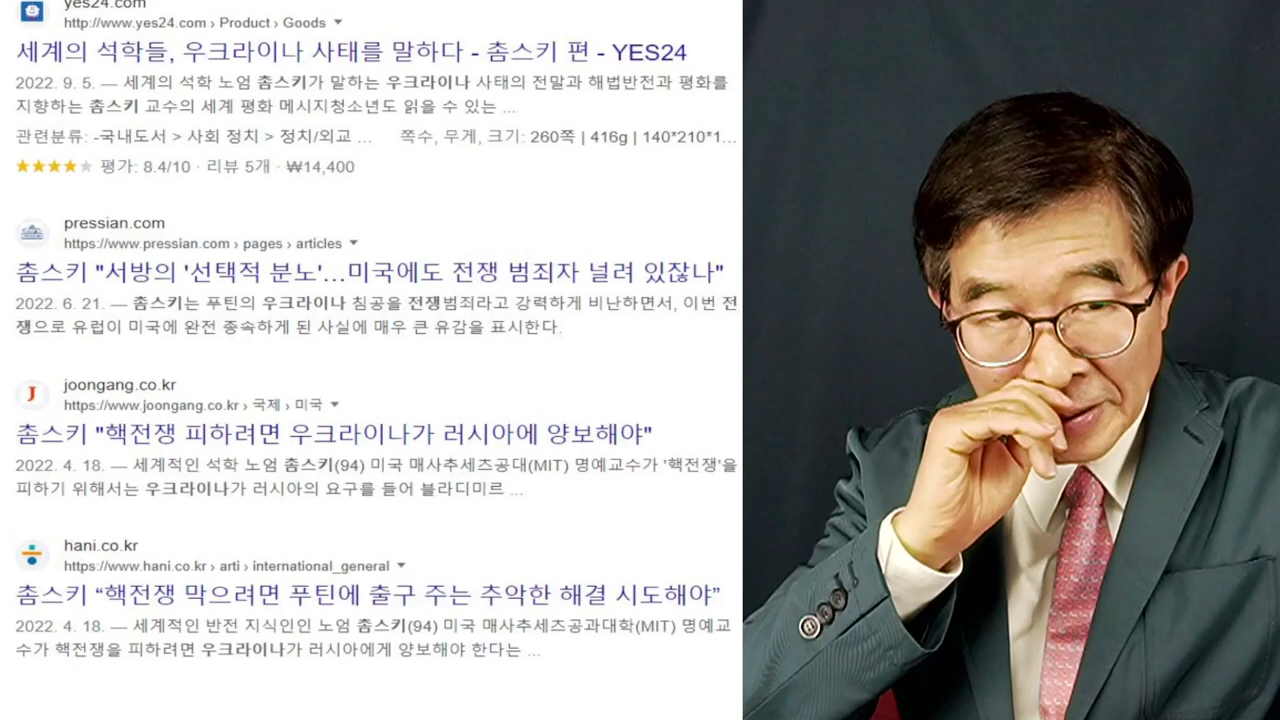 yes24.com
http://www.yes24.com › Product › Goods
세계의 석학들, 우크라이나 사태를 말하다 - 촘스키 편 - YES24
2022. 9. 5. — 세계의 석학 노엄 촘스키가 말하는 우크라이나 사태의 전말과 해법반전과 평화를
지향하는 촘스키 교수의 세계 평화 메시지청소년도 읽을 수 있는 ...
관련분류: -국내도서 > 사회 정치 > 정치/외교 ... 쪽수, 무게, 크기: 260쪽 | 416g | 140*210*1...
평가: 8.4/10 · 리뷰 5개 · ₩14,400
pressian.com
https://www.pressian.com › pages › articles
촘스키 "서방의 '선택적 분노'...미국에도 전쟁 범죄자 널려 있잖나"
2022. 6. 21. — 촘스키는 푸틴의 우크라이나 침공을 전쟁범죄라고 강력하게 비난하면서, 이번 전
쟁으로 유럽이 미국에 완전 종속하게 된 사실에 매우 큰 유감을 표시한다.
J
joongang.co.kr
https://www.joongang.co.kr › 국제 › 미국
촘스키 "핵전쟁 피하려면 우크라이나가 러시아에 양보해야"
2022. 4. 18. — 세계적인 석학 노엄 촘스키(94) 미국 매사추세츠공대(MIT) 명예교수가 '핵전쟁'을
피하기 위해서는 우크라이나가 러시아의 요구를 들어 블라디미르 ...
hani.co.kr
https://www.hani.co.kr › arti › international_general
촘스키 “핵전쟁 막으려면 푸틴에 출구 주는 추악한 해결 시도해야”
2022. 4. 18. — 세계적인 반전 지식인인 노엄 촘스키(94) 미국 매사추세츠공과대학(MIT) 명예교
수가 핵전쟁을 피하려면 우크라이나가 러시아에게 양보해야 한다는 ...